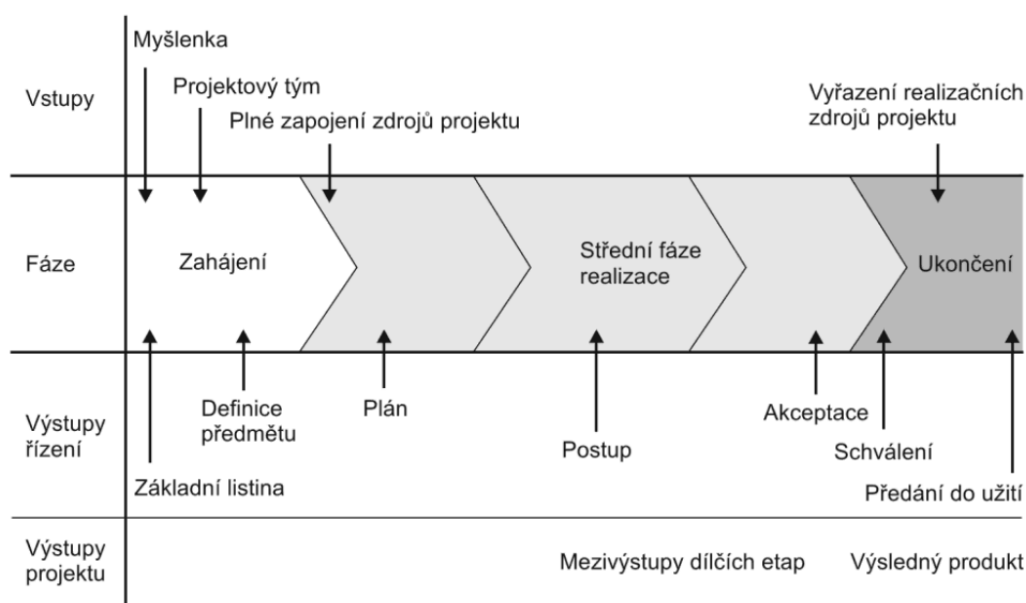 Myšlenka
Vstupy
Projektový tým
Plné zapojení zdrojů projektu
Vyřazení realizačních
zdrojů projektu
Fáze
Zahájení
Střední fáze
realizace
Ukončení
Výstupy
řízení
Základní listina
Definice
předmětu
Plán
Postup
Akceptace
Schválení
Předání do užití
Výstupy
projektu
Mezivýstupy dílčích etap
Výsledný produkt